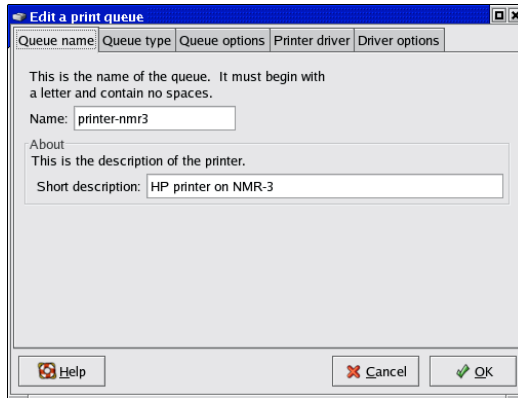 Edit a print queue
Queue name Queue type Queue options Printer driver Driver options
This is the name of the queue. It must begin with
a letter and contain no spaces.
Name: printer-nmr3
About
This is the description of the printer.
Short description: HP printer on NMR-3
Help Cancel OK